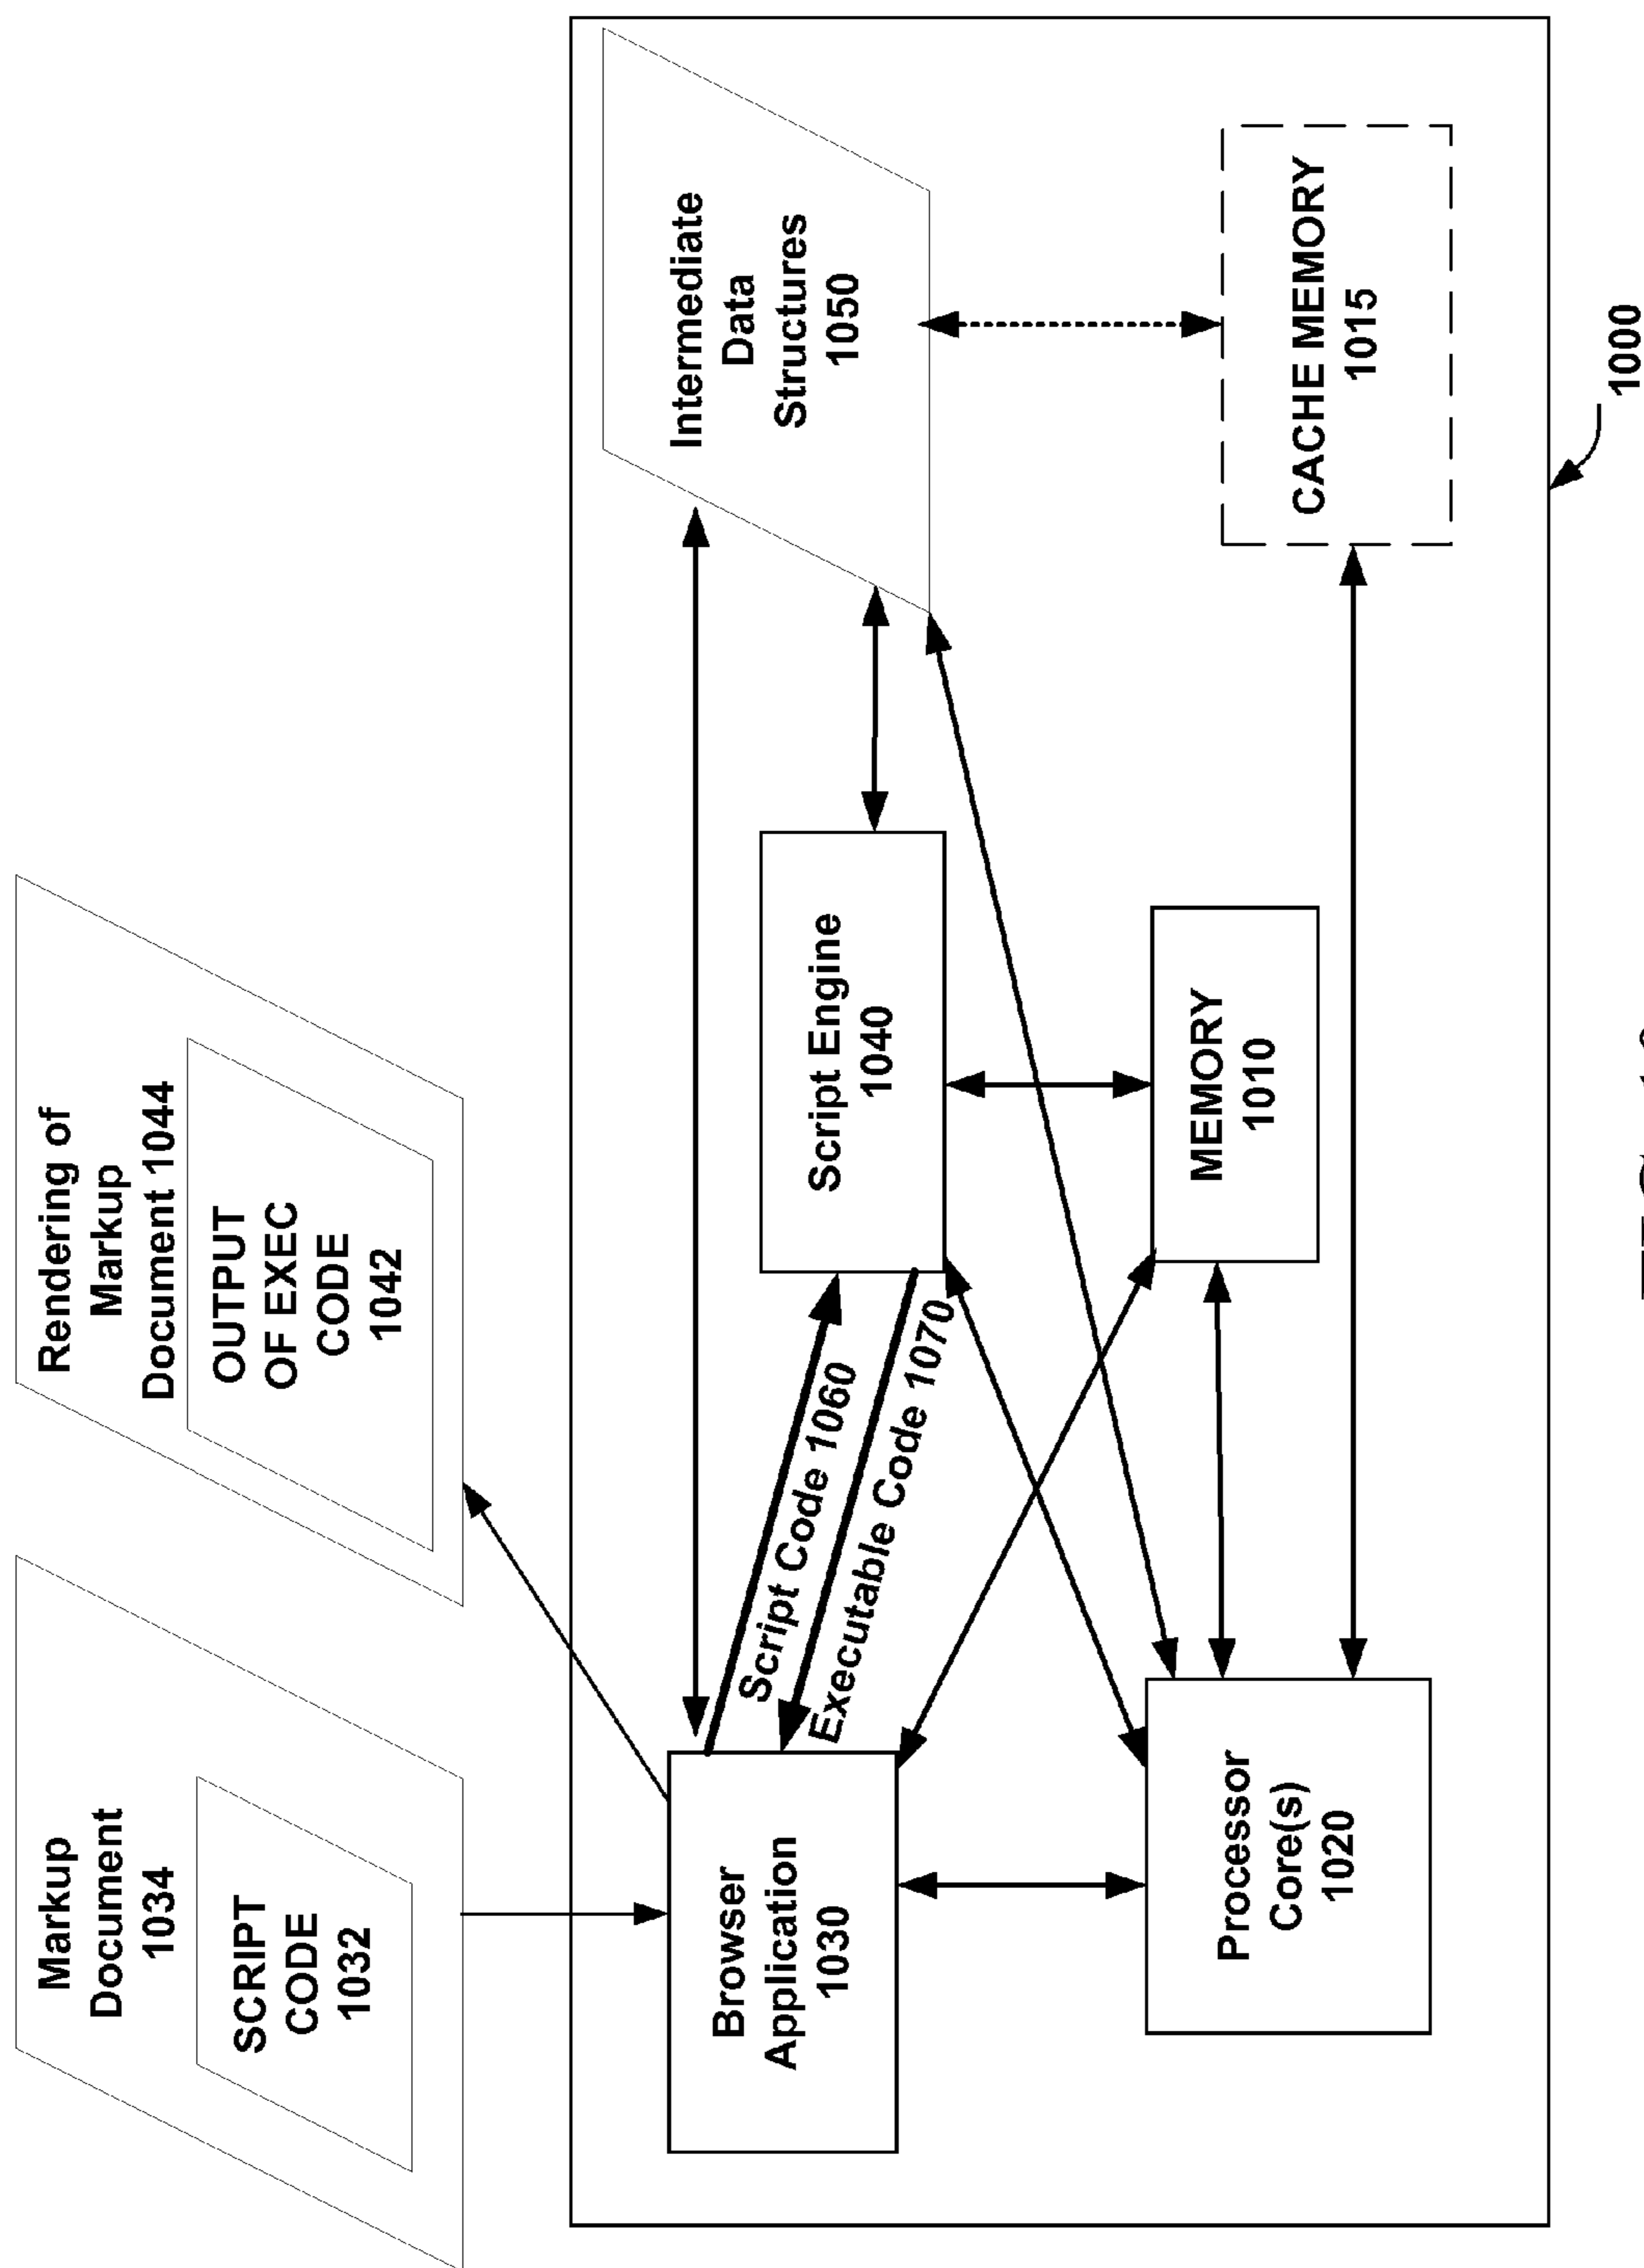 Markup
Document
1034
SCRIPT
CODE
1032
Rendering of
Markup
Document 1044
OUTPUT
OF EXEC
CODE
1042
Browser
Application
1030
Script Code 1060
Executable Code 1070
Script Engine
1040
Intermediate
Data
Structures
1050
Processor
Core(s)
1020
MEMORY
1010
CACHE MEMORY
1015
1000